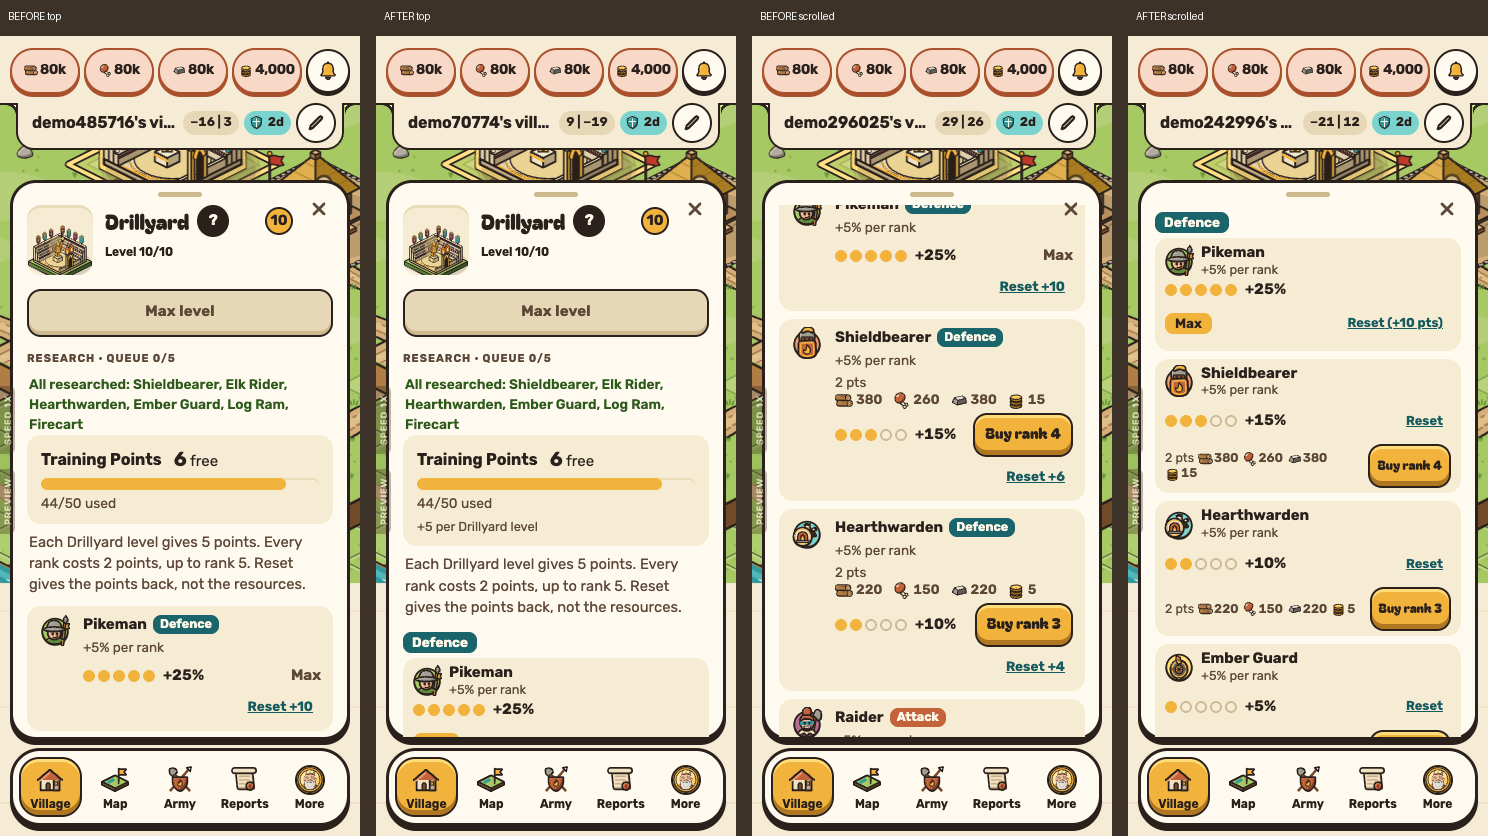 BEFORE top
80k
80k
80k
4,000
demo485716's vi...
−16|3
2d
Drillyard
?
10
Level 10/10
Max level
RESEARCH • QUEUE 0/5
All researched: Shieldbearer, Elk Rider,
Hearthwarden, Ember Guard, Log Ram,
Firecart
SPEED 1X
PREVIEW
Training Points 6 free
44/50 used
Each Drillyard level gives 5 points. Every
rank costs 2 points, up to rank 5. Reset
gives the points back, not the resources.
Pikeman Defence
+5% per rank
+25%
Max
Reset +10
Village
Map
Army
Reports
More
AFTER top
80k
80k
80k
4,000
demo70774's vill...
9|−19
2d
Drillyard
?
10
Level 10/10
Max level
RESEARCH • QUEUE 0/5
All researched: Shieldbearer, Elk Rider,
Hearthwarden, Ember Guard, Log Ram,
Firecart
SPEED 1X
PREVIEW
Training Points 6 free
44/50 used
+5 per Drillyard level
Each Drillyard level gives 5 points. Every
rank costs 2 points, up to rank 5. Reset
gives the points back, not the resources.
Defence
Pikeman
+5% per rank
+25%
Village
Map
Army
Reports
More
BEFORE scrolled
80k
80k
80k
4,000
demo296025's v...
29|26
2d
Pikeman Defence
+5% per rank
+25%
Max
Reset +10
Shieldbearer Defence
+5% per rank
2 pts
380 260 380 15
+15%
Buy rank 4
Reset +6
SPEED 1X
PREVIEW
Hearthwarden Defence
+5% per rank
2 pts
220 150 220 5
+10%
Buy rank 3
Reset +4
Raider Attack
Village
Map
Army
Reports
More
AFTER scrolled
80k
80k
80k
4,000
demo242996's ...
−21|12
2d
Defence
Pikeman
+5% per rank
+25%
Max
Reset (+10 pts)
Shieldbearer
+5% per rank
+15%
Reset
2 pts 380 260 380
15
Buy rank 4
SPEED 1X
PREVIEW
Hearthwarden
+5% per rank
+10%
Reset
2 pts 220 150 220 5
Buy rank 3
Ember Guard
+5% per rank
+5%
Reset
Village
Map
Army
Reports
More